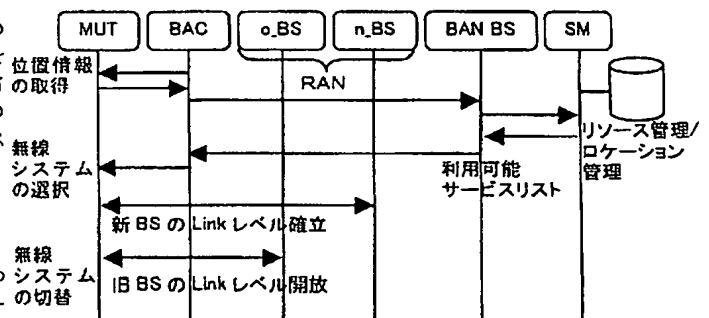 MUT BAC o_BS n_BS BAN BS SM
RAN
位置情報
の取得
リソース管理/
ロケーション
管理
無線
システム
の選択
利用可能
サービスリスト
新 BS の Link レベル確立
無線
システム
の切替
旧 BS の Link レベル開放